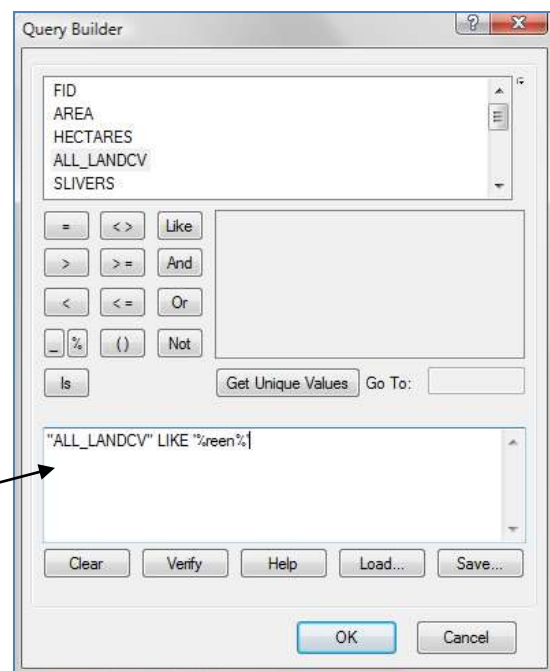 Query Builder
FID
AREA
HECTARES
ALL_LANDCV
SLIVERS
= <> Like
> >= And
< <= Or
_ % () Not
Is Get Unique Values Go To:
"ALL_LANDCV" LIKE '%reen%'
Clear Verify Help Load... Save...
OK Cancel